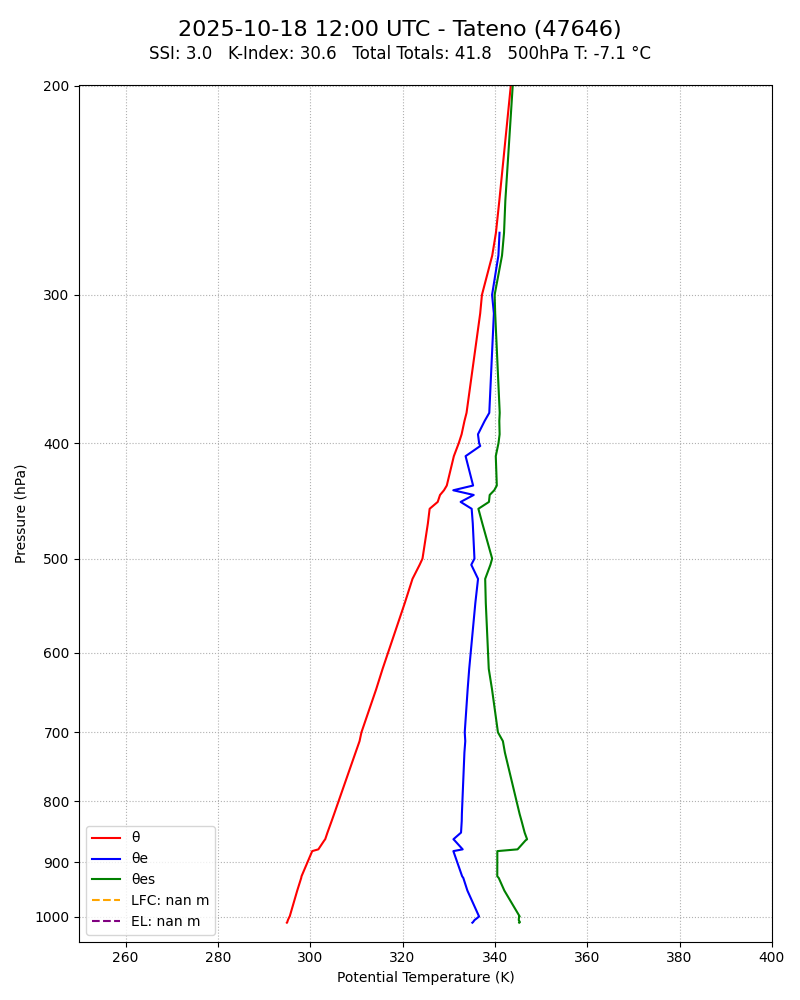 2025-10-18 12:00 UTC - Tateno (47646)
SSI: 3.0   K-Index: 30.6   Total Totals: 41.8   500hPa T: -7.1 °C
200
300
400
500
600
700
800
900
1000
Pressure (hPa)
θ
θe
θes
LFC: nan m
EL: nan m
260
280
300
320
340
360
380
400
Potential Temperature (K)